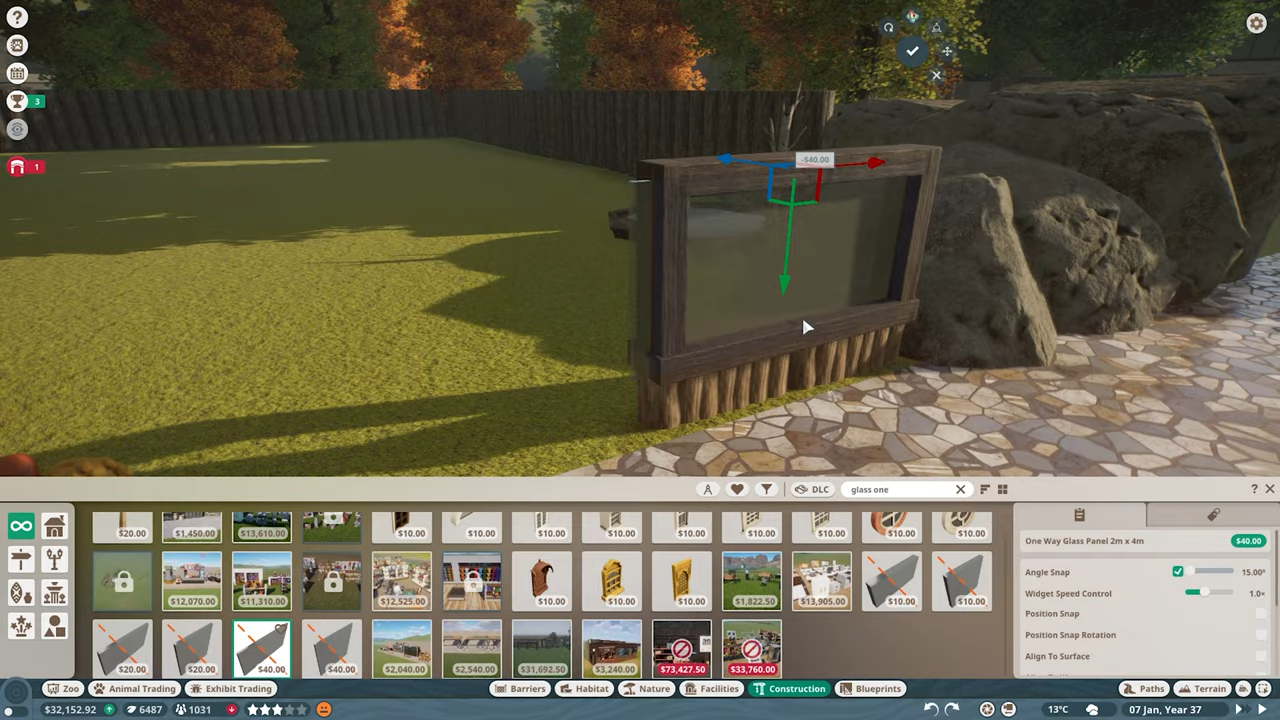 ?
3
1
-$40.00
DLC
glass one
?
$20.00
$1,450.00
$13,610.00
$10.00
$10.00
$10.00
$10.00
$10.00
$10.00
$10.00
$10.00
$12,070.00
$11,310.00
$12,525.00
$10.00
$10.00
$10.00
$1,822.50
$13,905.00
$10.00
$10.00
$20.00
$20.00
$40.00
$40.00
$2,040.00
$2,540.00
$31,692.50
$3,240.00
$73,427.50
$33,760.00
One Way Glass Panel 2m x 4m
$40.00
Angle Snap
15.00°
Widget Speed Control
1.0×
Position Snap
Position Snap Rotation
Align To Surface
Zoo
Animal Trading
Exhibit Trading
Barriers
Habitat
Nature
Facilities
Construction
Blueprints
Paths
Terrain
$32,152.92
6487
1031
13°C
07 Jan, Year 37